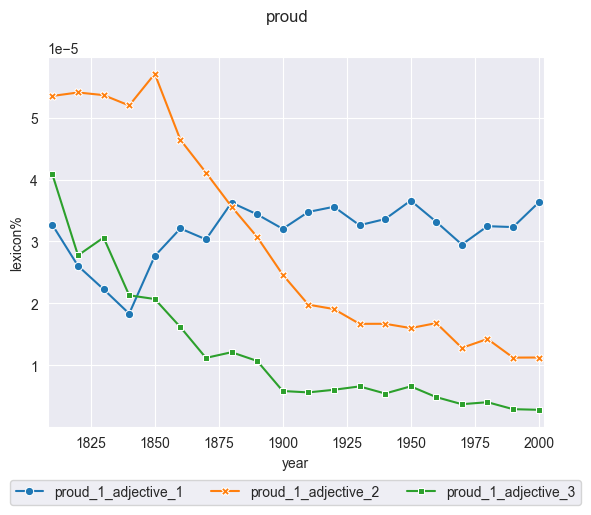 proud
1e−5
5
4
3
2
1
lexicon%
1825 1850 1875 1900 1925 1950 1975 2000
year
proud_1_adjective_1 proud_1_adjective_2 proud_1_adjective_3